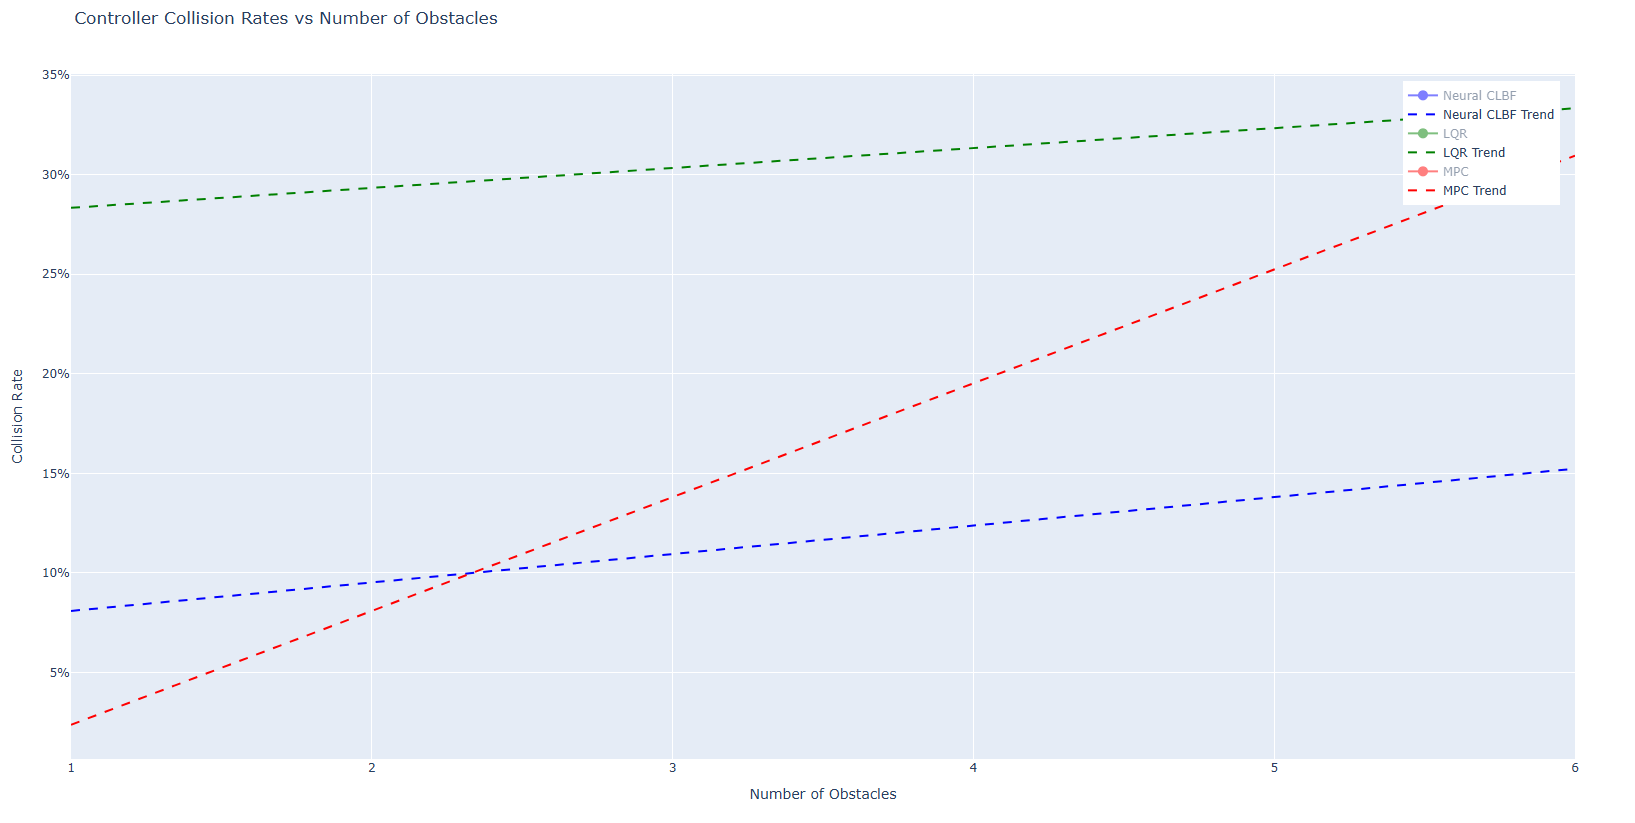 Controller Collision Rates vs Number of Obstacles
35%
30%
25%
20%
15%
10%
5%
Collision Rate
1 2 3 4 5 6
Number of Obstacles
Neural CLBF
Neural CLBF Trend
LQR
LQR Trend
MPC
MPC Trend